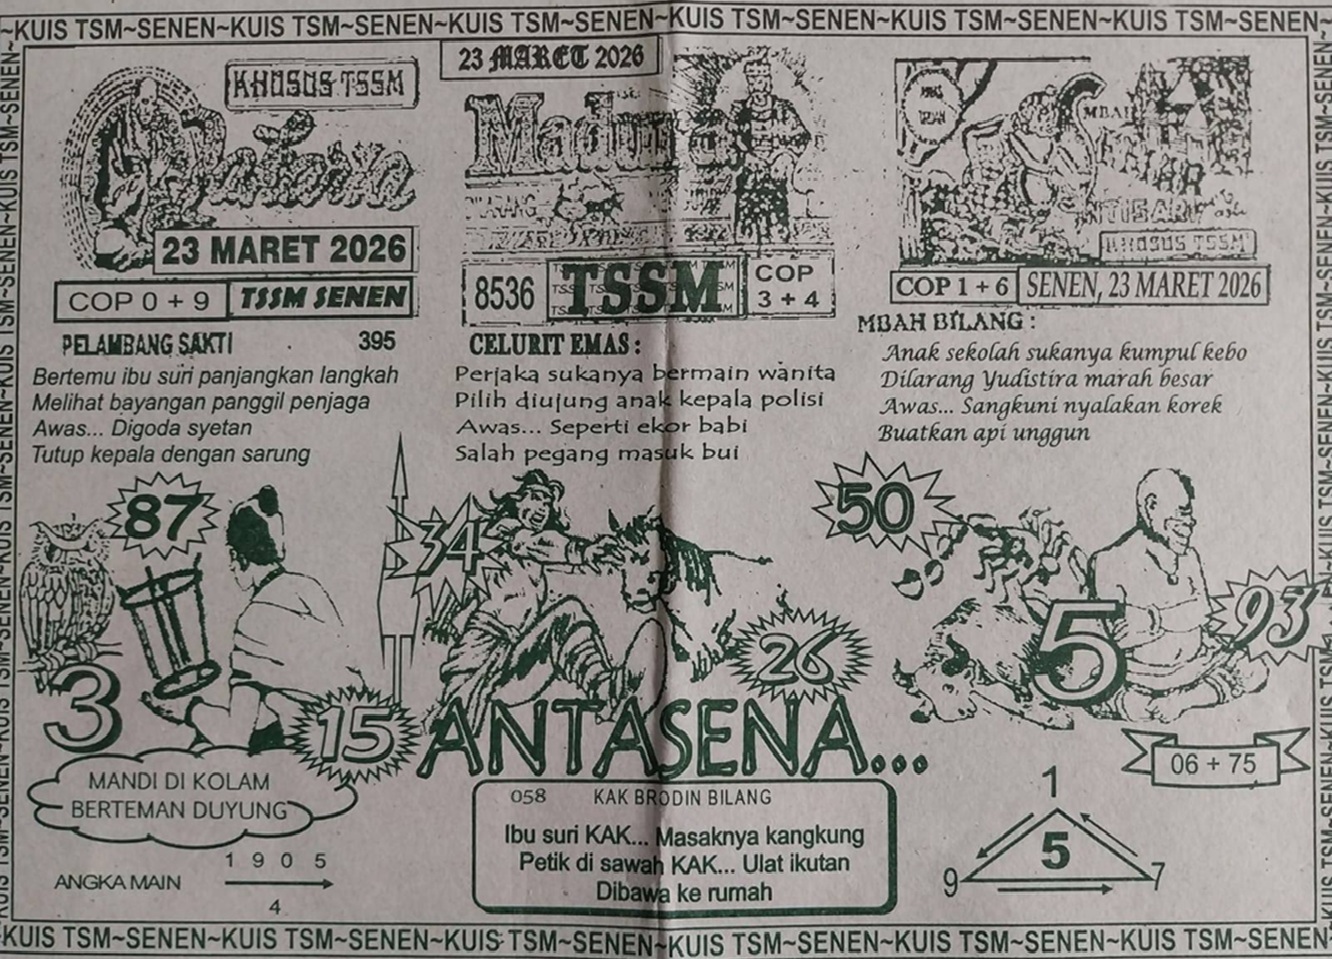 ~KUIS TSM~SENEN~KUIS TSM~SENEN~KUIS TSM~SENEN~KUIS TSM~SENEN~KUIS TSM~SENEN~KUIS TSM~SENEN~
KHUSUS TSSM
23 MARET 2026
COP 0 + 9
TSSM SENEN
PELAMBANG SAKTI
395
Bertemu ibu suri panjangkan langkah
Melihat bayangan panggil penjaga
Awas... Digoda syetan
Tutup kepala dengan sarung
87
3
15
MANDI DI KOLAM
BERTEMAN DUYUNG
ANGKA MAIN
1 9 0 5
4
23 MARET 2026
Madura
DILARANG
8536
TSSM
COP
3 + 4
CELURIT EMAS :
Perjaka sukanya bermain wanita
Pilih diujung anak kepala polisi
Awas... Seperti ekor babi
Salah pegang masuk bui
34
26
ANTASENA...
058
KAK BRODIN BILANG
Ibu suri KAK... Masaknya kangkung
Petik di sawah KAK... Ulat ikutan
Dibawa ke rumah
MBAH
KHUSUS TSSM
COP 1 + 6
SENEN, 23 MARET 2026
MBAH BILANG :
Anak sekolah sukanya kumpul kebo
Dilarang Yudistira marah besar
Awas... Sangkuni nyalakan korek
Buatkan api unggun
50
5
93
06 + 75
1
5
9
7
~KUIS TSM~SENEN~KUIS TSM~SENEN~KUIS TSM~SENEN~KUIS TSM~SENEN~KUIS TSM~SENEN~KUIS TSM~SENEN~